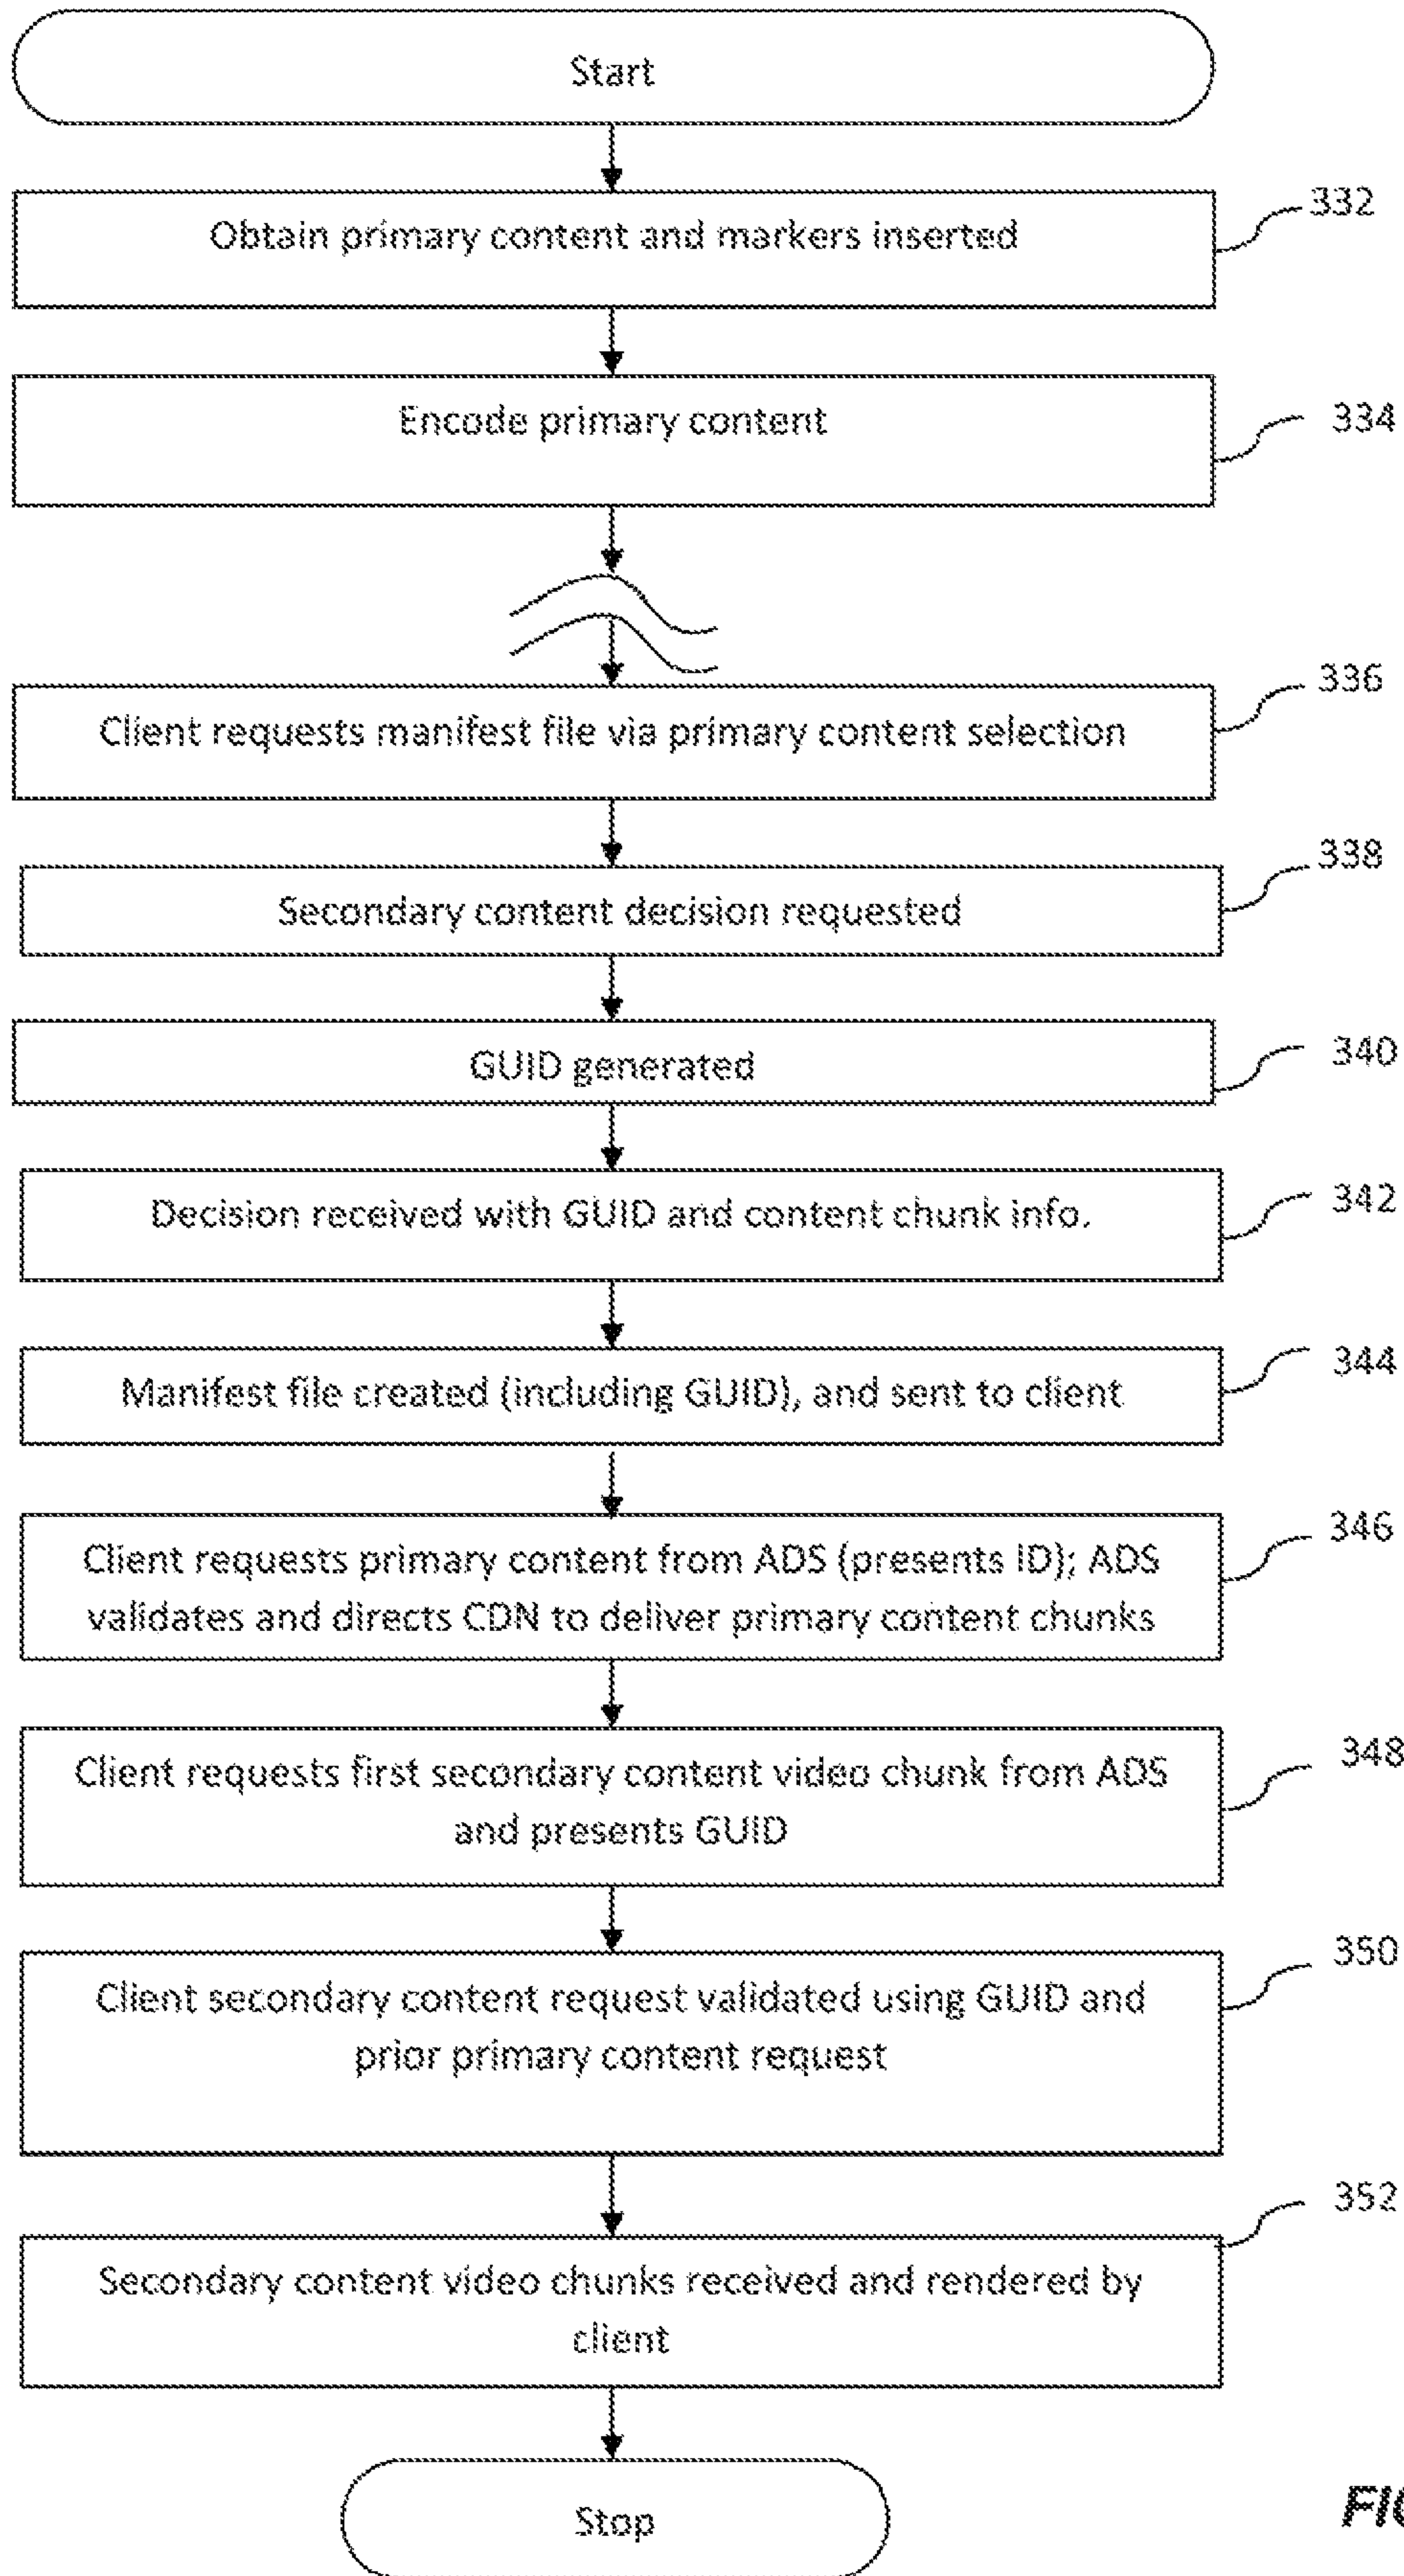 Start
Obtain primary content and markers inserted
332
Encode primary content
334
Client requests manifest file via primary content selection
336
Secondary content decision requested
338
GUID generated
340
Decision received with GUID and content chunk info.
342
Manifest file created (including GUID), and sent to client
344
Client requests primary content from ADS (presents ID); ADS
validates and directs CDN to deliver primary content chunks
346
Client requests first secondary content video chunk from ADS
and presents GUID
348
Client secondary content request validated using GUID and
prior primary content request
350
Secondary content video chunks received and rendered by
client
352
Stop